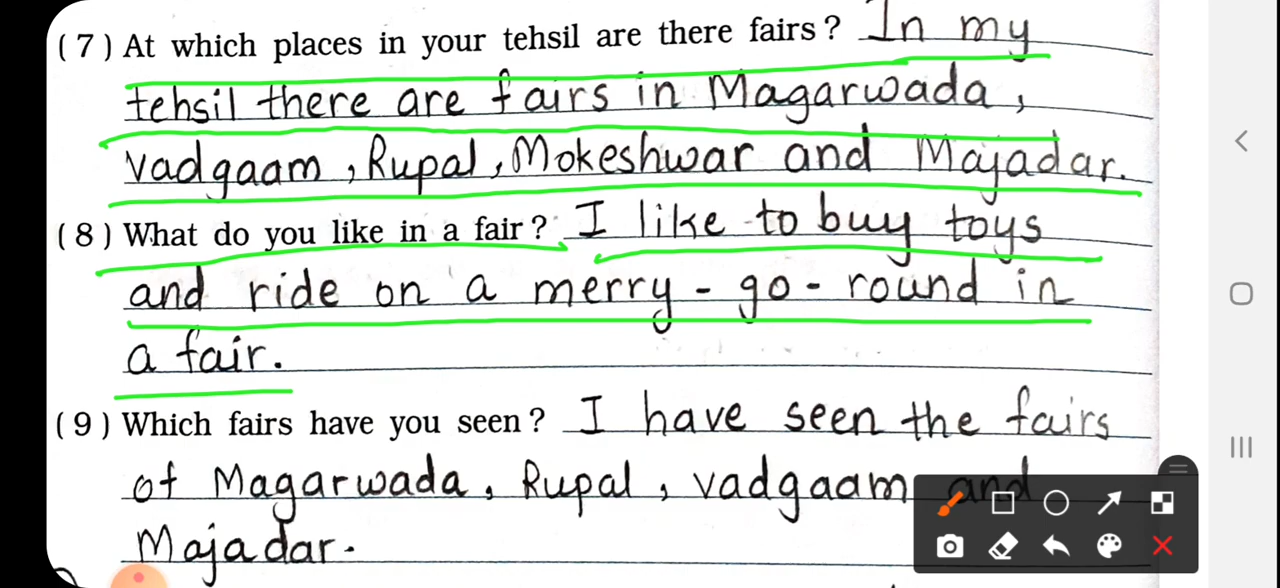 (7) At which places in your tehsil are there fairs? In my
tehsil there are fairs in Magarwada,
vadgaam, Rupal, Mokeshwar and Majadar.
(8) What do you like in a fair? I like to buy toys
and ride on a merry-go-round in
a fair.
(9) Which fairs have you seen? I have seen the fairs
of Magarwada, Rupal, vadgaam and
Majadar.